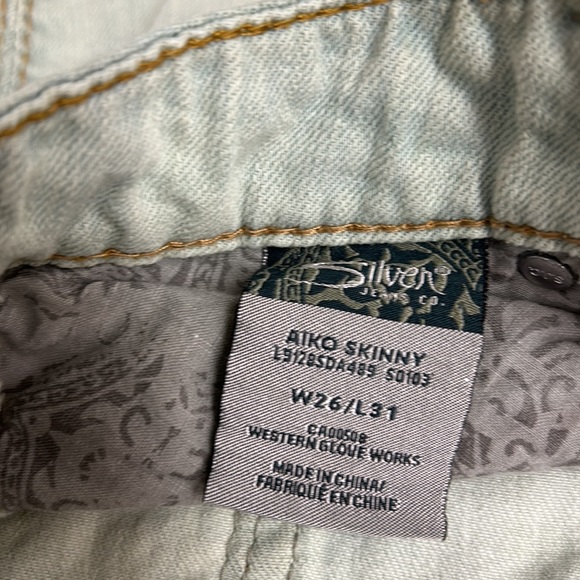 Silver
JEANS CO.
AIKO SKINNY
L9128SDA489 S0103
W26/L31
CA00508
WESTERN GLOVE WORKS
MADE IN CHINA/
FABRIQUÉ EN CHINE